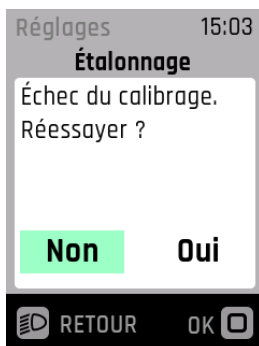 Réglages 15:03
Étalonnage
Échec du calibrage.
Réessayer ?
Non Oui
RETOUR OK